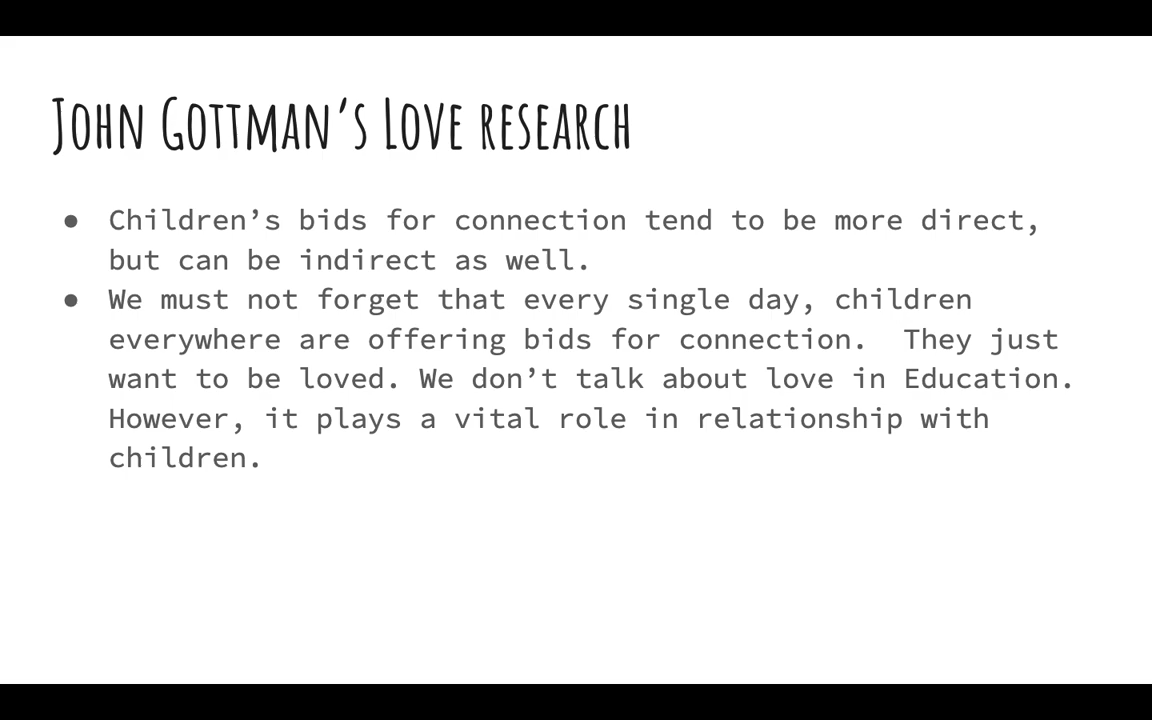 John Gottman’s Love research
● Children’s bids for connection tend to be more direct,
but can be indirect as well.
● We must not forget that every single day, children
everywhere are offering bids for connection.  They just
want to be loved. We don’t talk about love in Education.
However, it plays a vital role in relationship with
children.